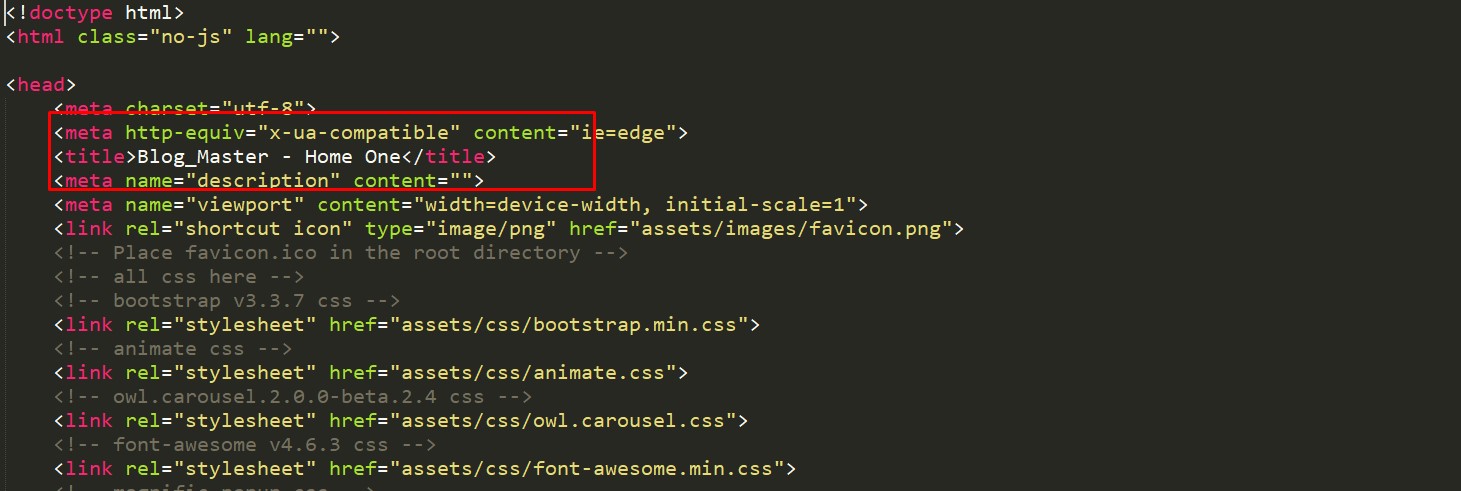 <!doctype html>
<html class="no-js" lang="">
<head>
<meta charset="utf-8">
<meta http-equiv="x-ua-compatible" content="ie=edge">
<title>Blog_Master - Home One</title>
<meta name="description" content="">
<meta name="viewport" content="width=device-width, initial-scale=1">
<link rel="shortcut icon" type="image/png" href="assets/images/favicon.png">
<!-- Place favicon.ico in the root directory -->
<!-- all css here -->
<!-- bootstrap v3.3.7 css -->
<link rel="stylesheet" href="assets/css/bootstrap.min.css">
<!-- animate css -->
<link rel="stylesheet" href="assets/css/animate.css">
<!-- owl.carousel.2.0.0-beta.2.4 css -->
<link rel="stylesheet" href="assets/css/owl.carousel.css">
<!-- font-awesome v4.6.3 css -->
<link rel="stylesheet" href="assets/css/font-awesome.min.css">